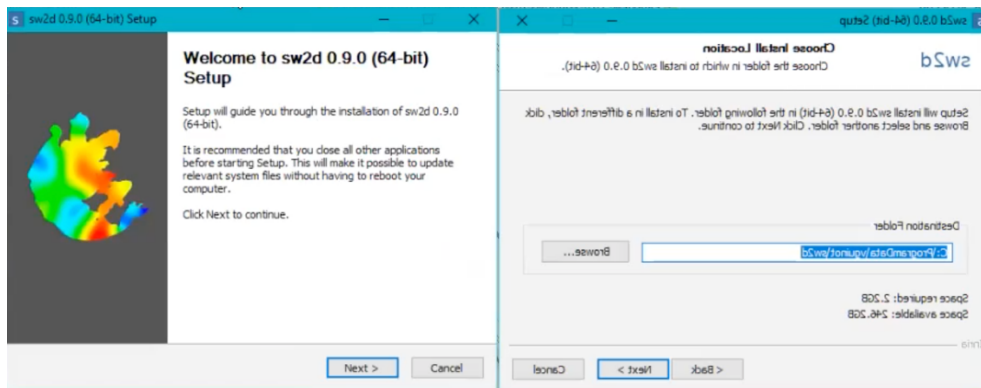 sw2d 0.9.0 (64-bit) Setup
Welcome to sw2d 0.9.0 (64-bit)
Setup
Setup will guide you through the installation of sw2d 0.9.0
(64-bit).
It is recommended that you close all other applications
before starting Setup. This will make it possible to update
relevant system files without having to reboot your
computer.
Click Next to continue.
Next >
Cancel
sw2d 0.9.0 (64-bit) Setup
sw2d
Choose Install Location
Choose the folder in which to install sw2d 0.9.0 (64-bit).
Setup will install sw2d 0.9.0 (64-bit) in the following folder. To install in a different folder, click
Browse and select another folder. Click Next to continue.
Destination Folder
C:\ProgramData\vguinot\sw2d
Browse...
Space required: 2.2GB
Space available: 246.2GB
Inria
< Back
Next >
Cancel